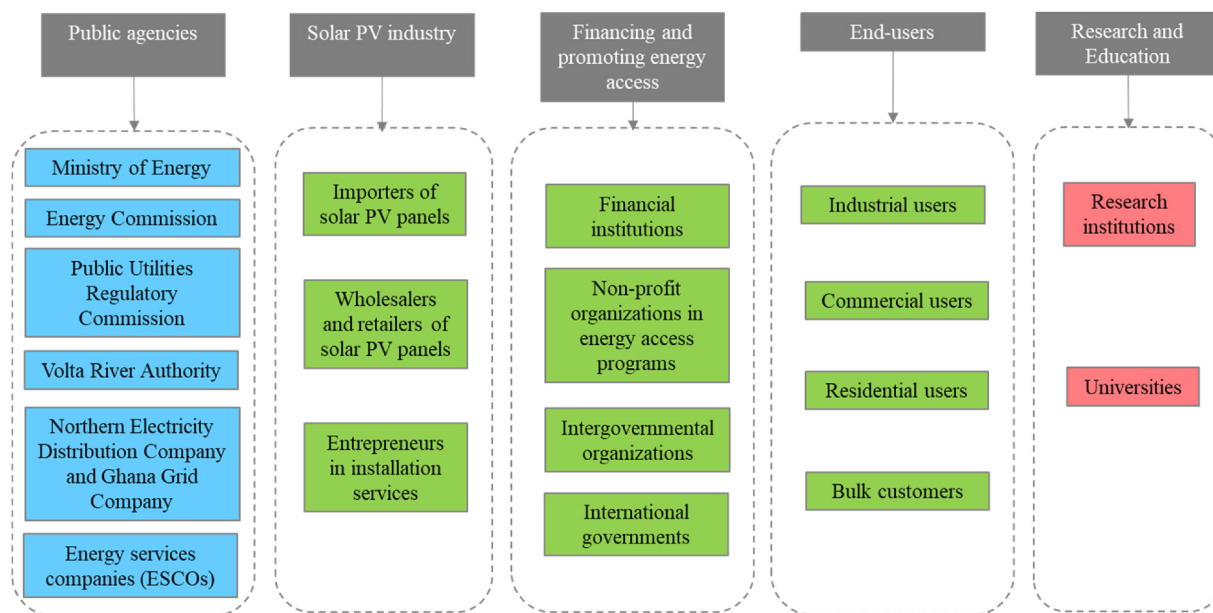 Public agencies
Ministry of Energy
Energy Commission
Public Utilities
Regulatory
Commission
Volta River Authority
Northern Electricity
Distribution Company
and Ghana Grid
Company
Energy services
companies (ESCOs)
Solar PV industry
Importers of
solar PV panels
Wholesalers
and retailers of
solar PV panels
Entrepreneurs
in installation
services
Financing and
promoting energy
access
Financial
institutions
Non-profit
organizations in
energy access
programs
Intergovernmental
organizations
International
governments
End-users
Industrial users
Commercial users
Residential users
Bulk customers
Research and
Education
Research
institutions
Universities